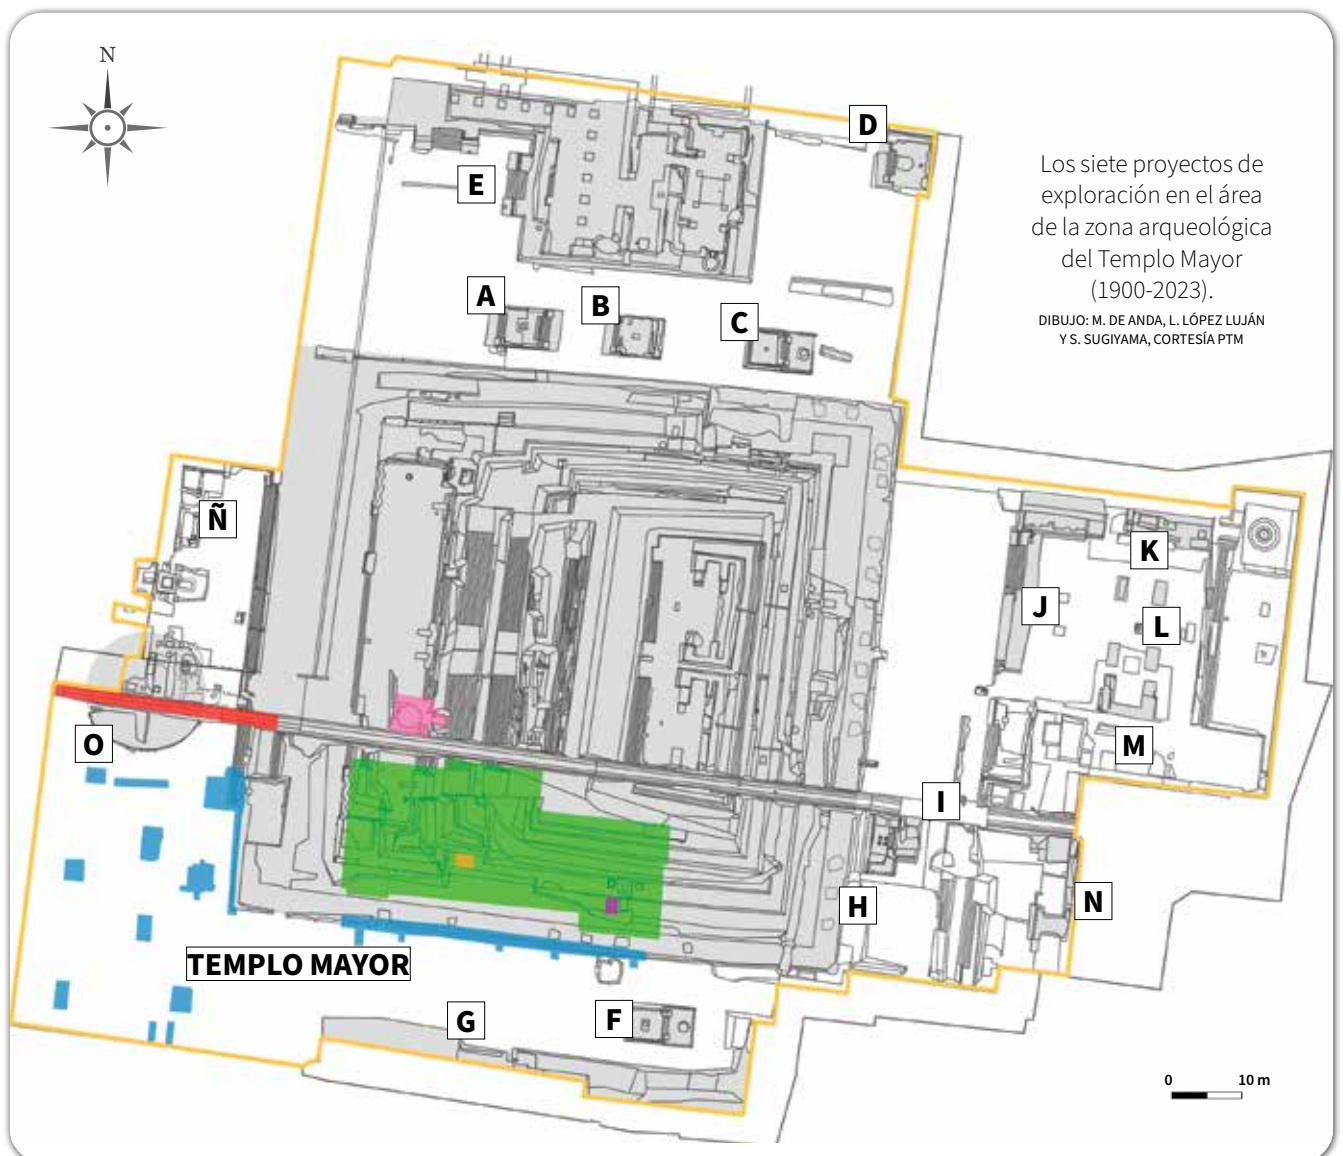 N
D
Los siete proyectos de
exploración en el área
de la zona arqueológica
del Templo Mayor
(1900-2023).
DIBUJO: M. DE ANDA, L. LÓPEZ LUJÁN
Y S. SUGIYAMA, CORTESÍA PTM
E
A
B
C
Ñ
K
J
L
O
M
I
H
N
TEMPLO MAYOR
G
F
0 10 m